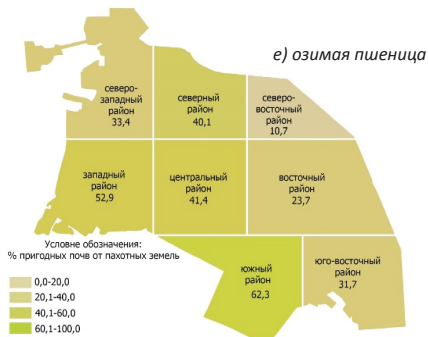 е) озимая пшеница
северо-
западный
район
33,4
северный
район
40,1
северо-
восточный
район
10,7
западный
район
52,9
центральный
район
41,4
восточный
район
23,7
Условне обозначения:
% пригодных почв от пахотных земель
0,0-20,0
20,1-40,0
40,1-60,0
60,1-100,0
южный
район
62,3
юго-восточный
район
31,7